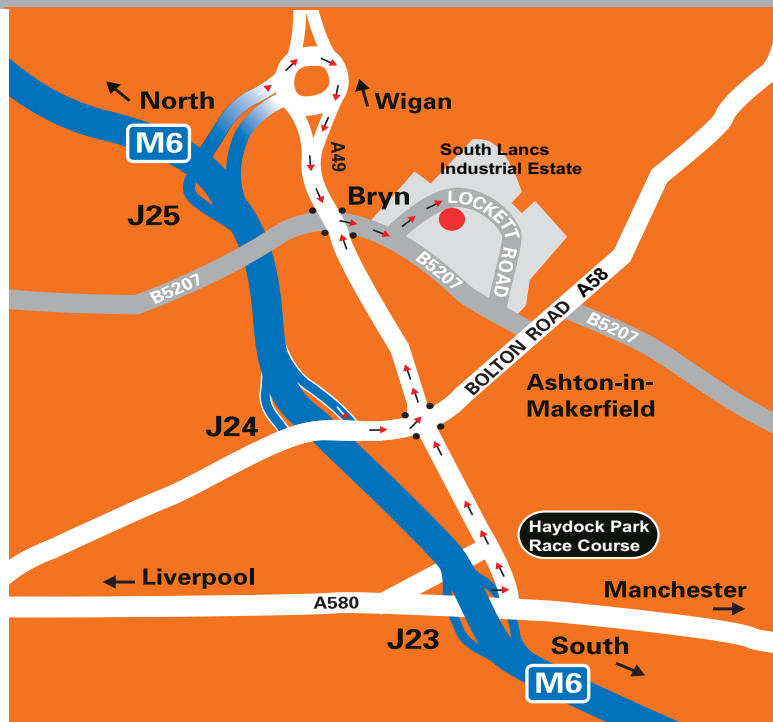 North
Wigan
M6
A49
South Lancs
Industrial Estate
J25
Bryn
LOCKETT
ROAD
B5207
B5207
B5207
BOLTON ROAD A58
Ashton-in-
Makerfield
J24
Haydock Park
Race Course
Liverpool
Manchester
A580
J23
South
M6